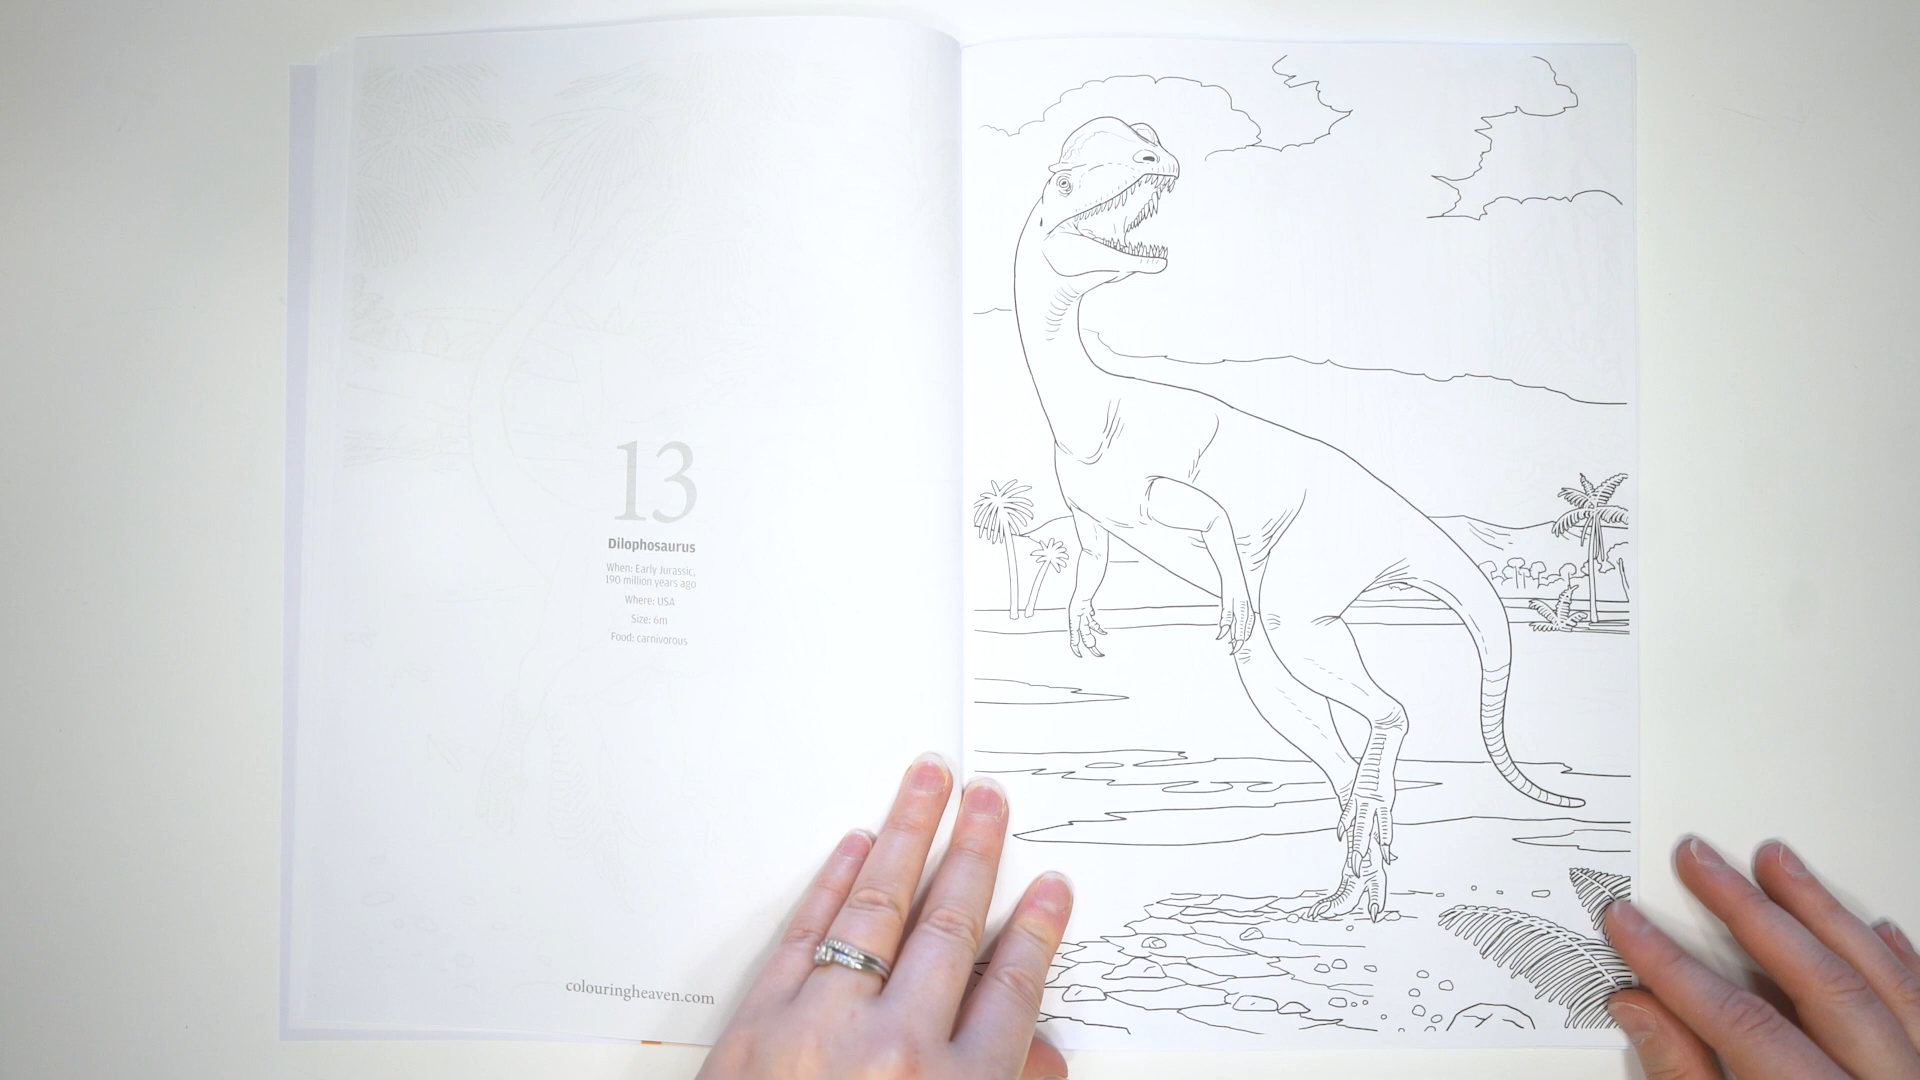 13
Dilophosaurus
When: Early Jurassic,
190 million years ago
Where: USA
Size: 6m
Food: carnivorous
colouringheaven.com